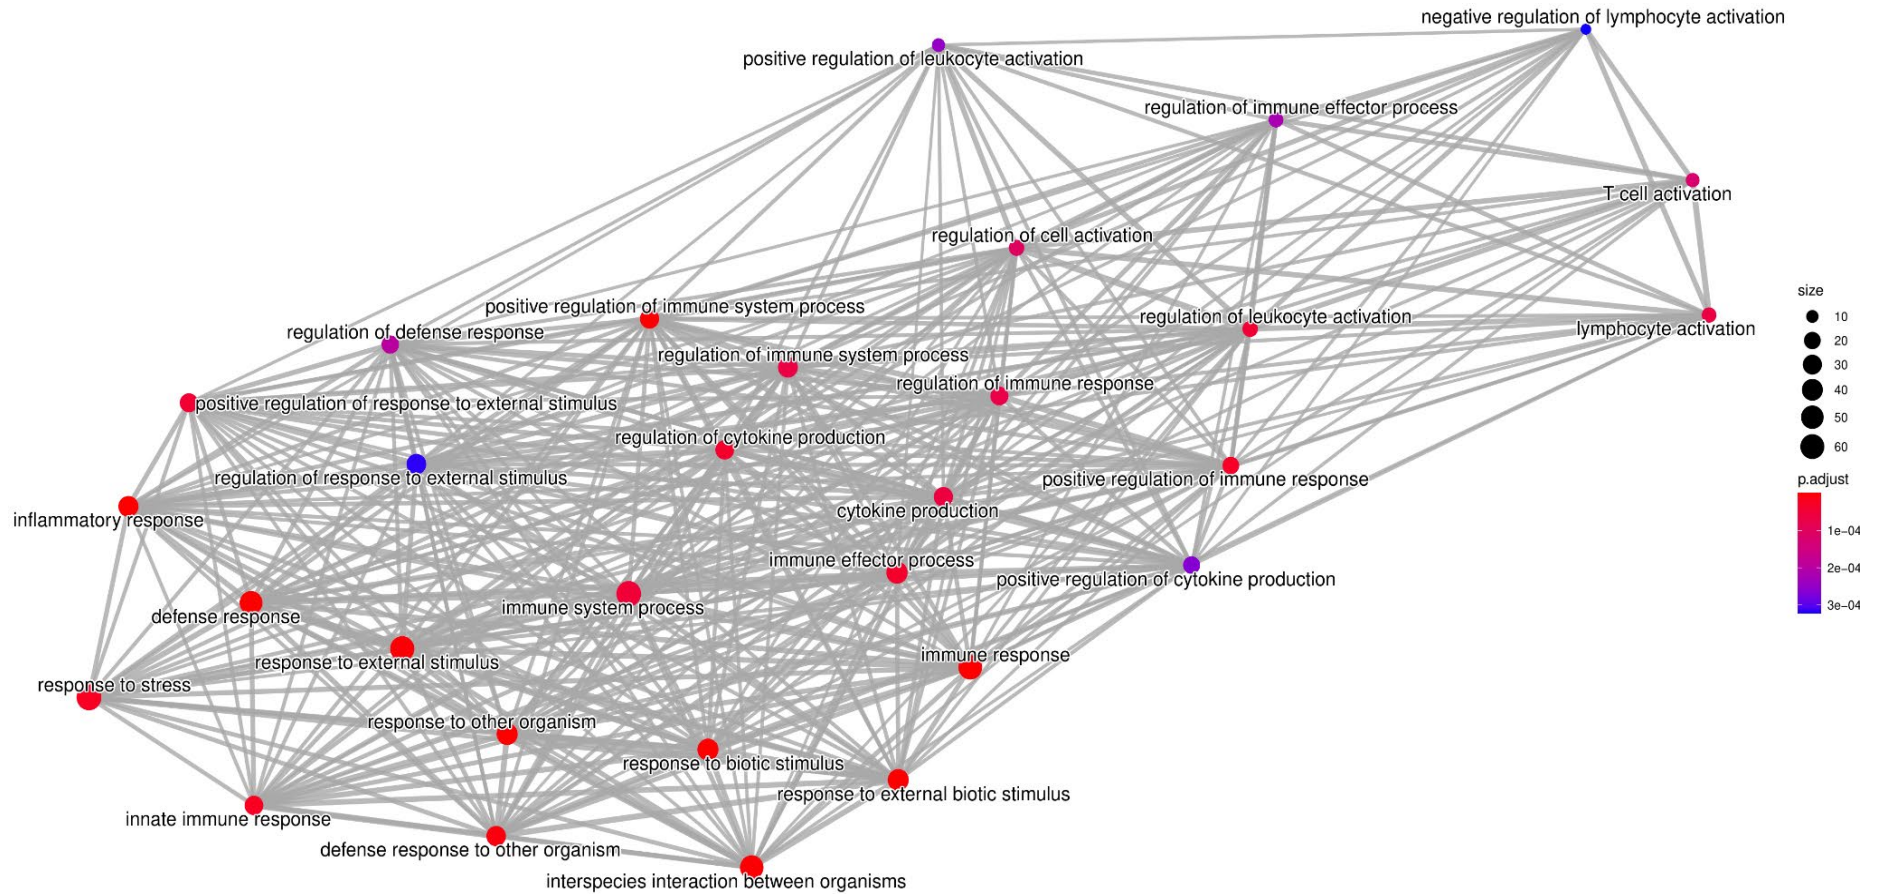 negative regulation of lymphocyte activation
positive regulation of leukocyte activation
regulation of immune effector process
T cell activation
regulation of cell activation
positive regulation of immune system process
regulation of leukocyte activation
lymphocyte activation
regulation of defense response
regulation of immune system process
regulation of immune response
positive regulation of response to external stimulus
regulation of cytokine production
regulation of response to external stimulus
positive regulation of immune response
cytokine production
inflammatory response
immune effector process
positive regulation of cytokine production
immune system process
defense response
immune response
response to external stimulus
response to stress
response to other organism
response to biotic stimulus
response to external biotic stimulus
innate immune response
defense response to other organism
interspecies interaction between organisms
size
10
20
30
40
50
60
p.adjust
1e−04
2e−04
3e−04